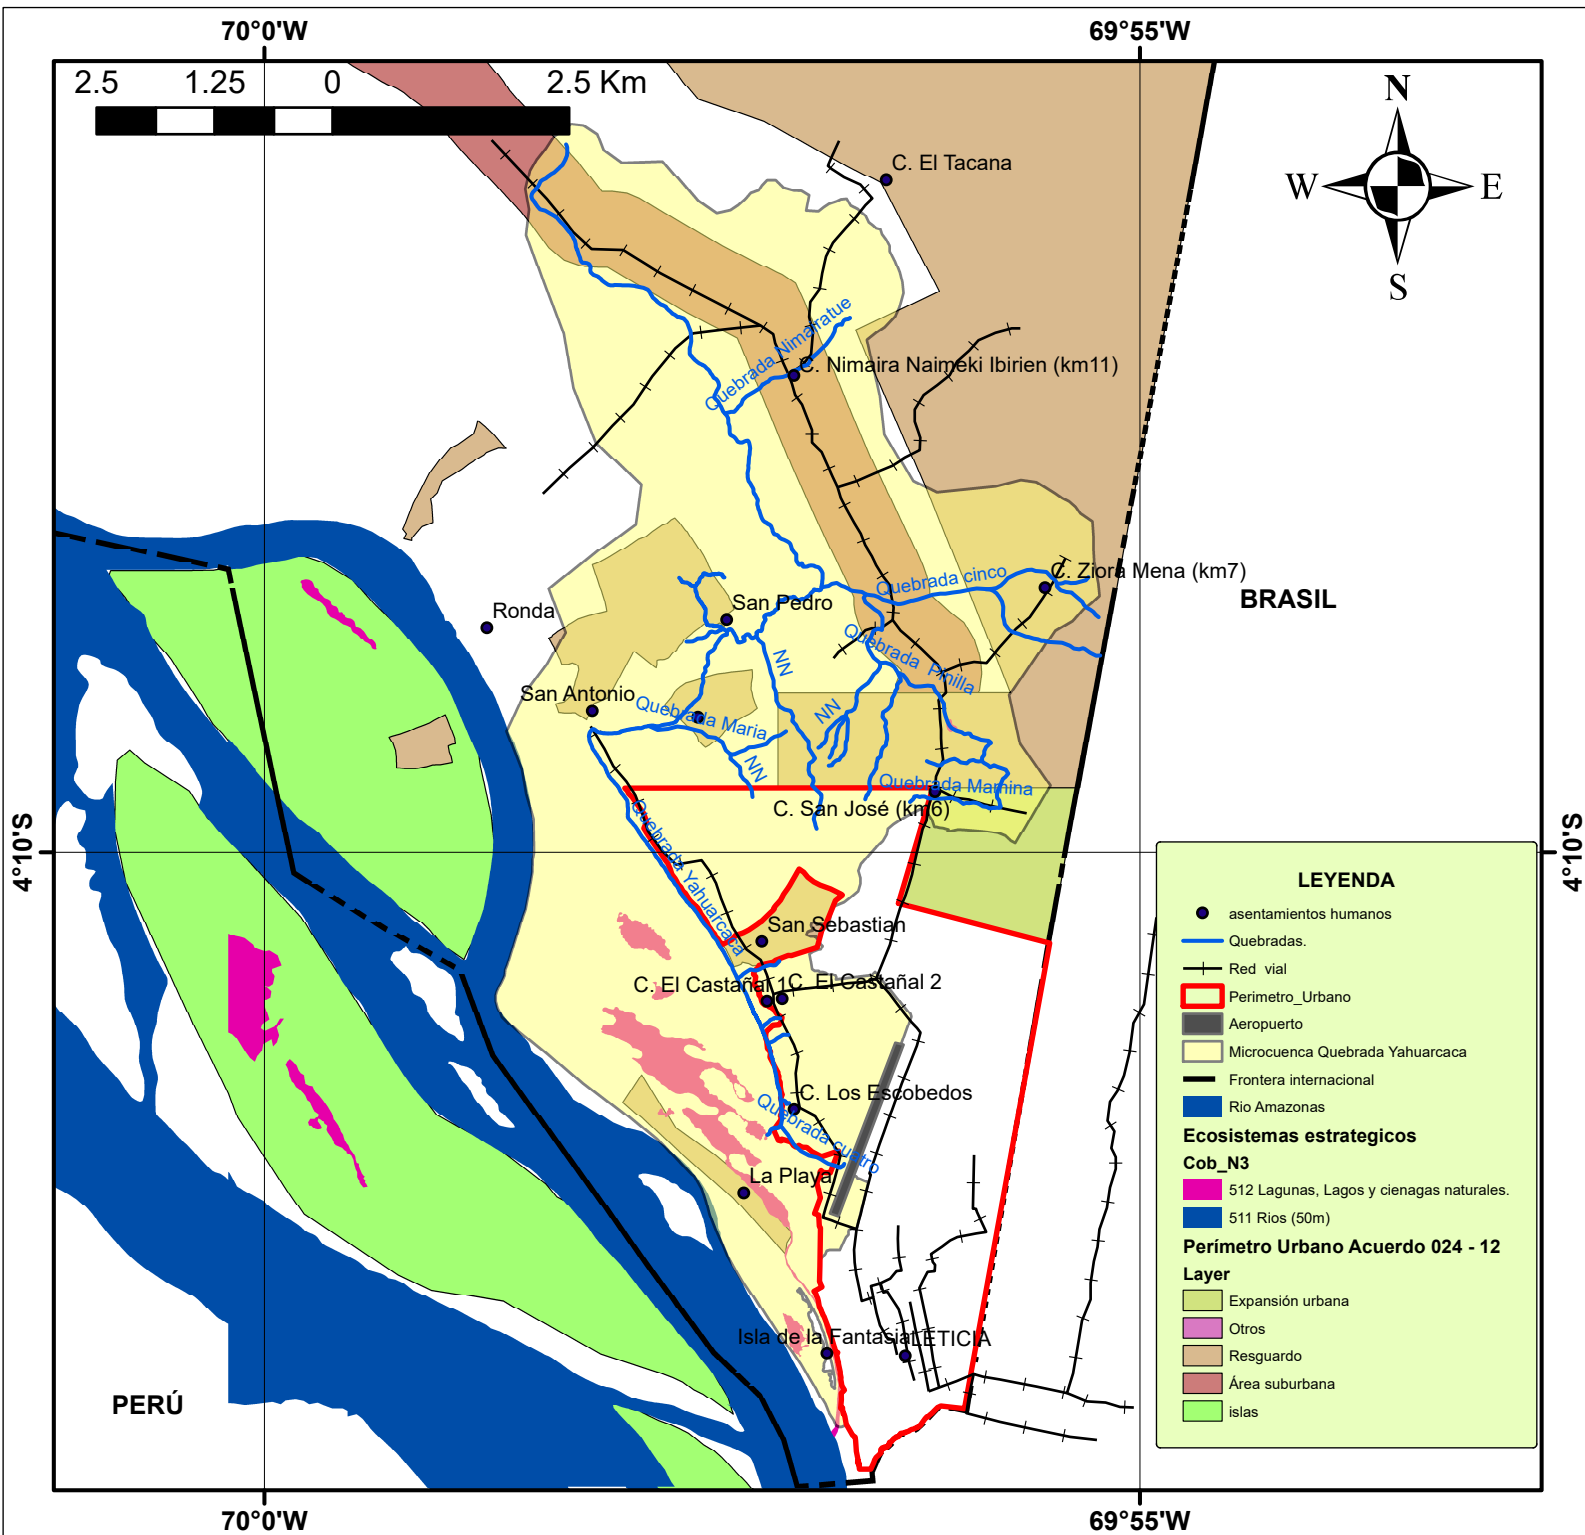 70°0'W
69°55'W
2.5
1.25
0
2.5 Km
N
W
E
S
C. El Tacana
Quebrada Nimairatue
C. Nimaira Naimeki Ibirien (km11)
Quebrada cinco
C. Ziora Mena (km7)
BRASIL
Ronda
San Pedro
Quebrada Pinilla
NN
San Antonio
Quebrada Maria
NN
NN
Quebrada Mamina
C. San José (km6)
Quebrada Yahuarcaca
4°10'S
4°10'S
San Sebastian
C. El Castañal 1
C. El Castañal 2
C. Los Escobedos
Quebrada cuatro
La Playa
Isla de la Fantasia
LETICIA
PERÚ
LEYENDA
asentamientos humanos
Quebradas.
Red vial
Perimetro_Urbano
Aeropuerto
Microcuenca Quebrada Yahuarcaca
Frontera internacional
Rio Amazonas
Ecosistemas estrategicos
Cob_N3
512 Lagunas, Lagos y cienagas naturales.
511 Rios (50m)
Perímetro Urbano Acuerdo 024 - 12
Layer
Expansión urbana
Otros
Resguardo
Área suburbana
islas
70°0'W
69°55'W